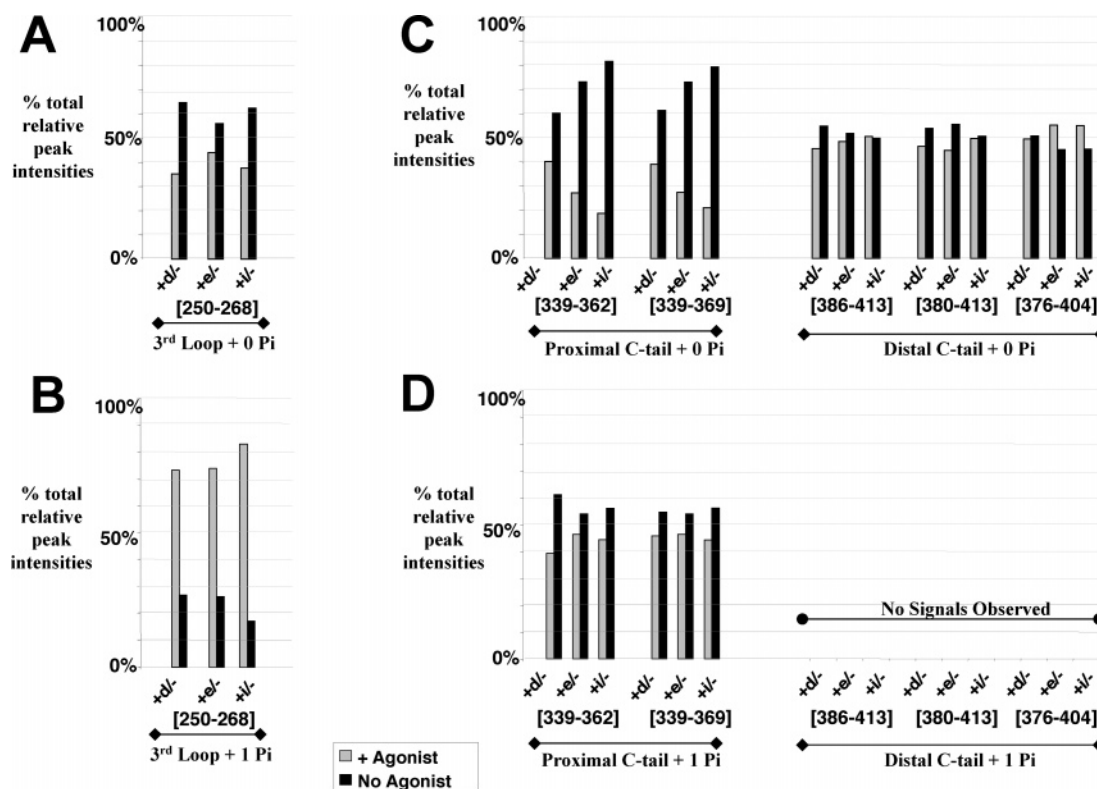 A
100%
% total
relative
peak
intensities
50%
0%
+d/-
+e/-
+i/-
[250-268]
3rd Loop + 0 Pi
C
100%
% total
relative
peak
intensities
50%
0%
+d/- +e/- +i/- +d/- +e/- +i/- +d/- +e/- +i/- +d/- +e/- +i/- +d/- +e/- +i/-
[339-362] [339-369] [386-413] [380-413] [376-404]
Proximal C-tail + 0 Pi Distal C-tail + 0 Pi
B
100%
% total
relative
peak
intensities
50%
0%
+d/-
+e/-
+i/-
[250-268]
3rd Loop + 1 Pi
D
100%
% total
relative
peak
intensities
50%
0%
No Signals Observed
+d/- +e/- +i/- +d/- +e/- +i/- +d/- +e/- +i/- +d/- +e/- +i/- +d/- +e/- +i/-
[339-362] [339-369] [386-413] [380-413] [376-404]
Proximal C-tail + 1 Pi Distal C-tail + 1 Pi
+ Agonist
No Agonist